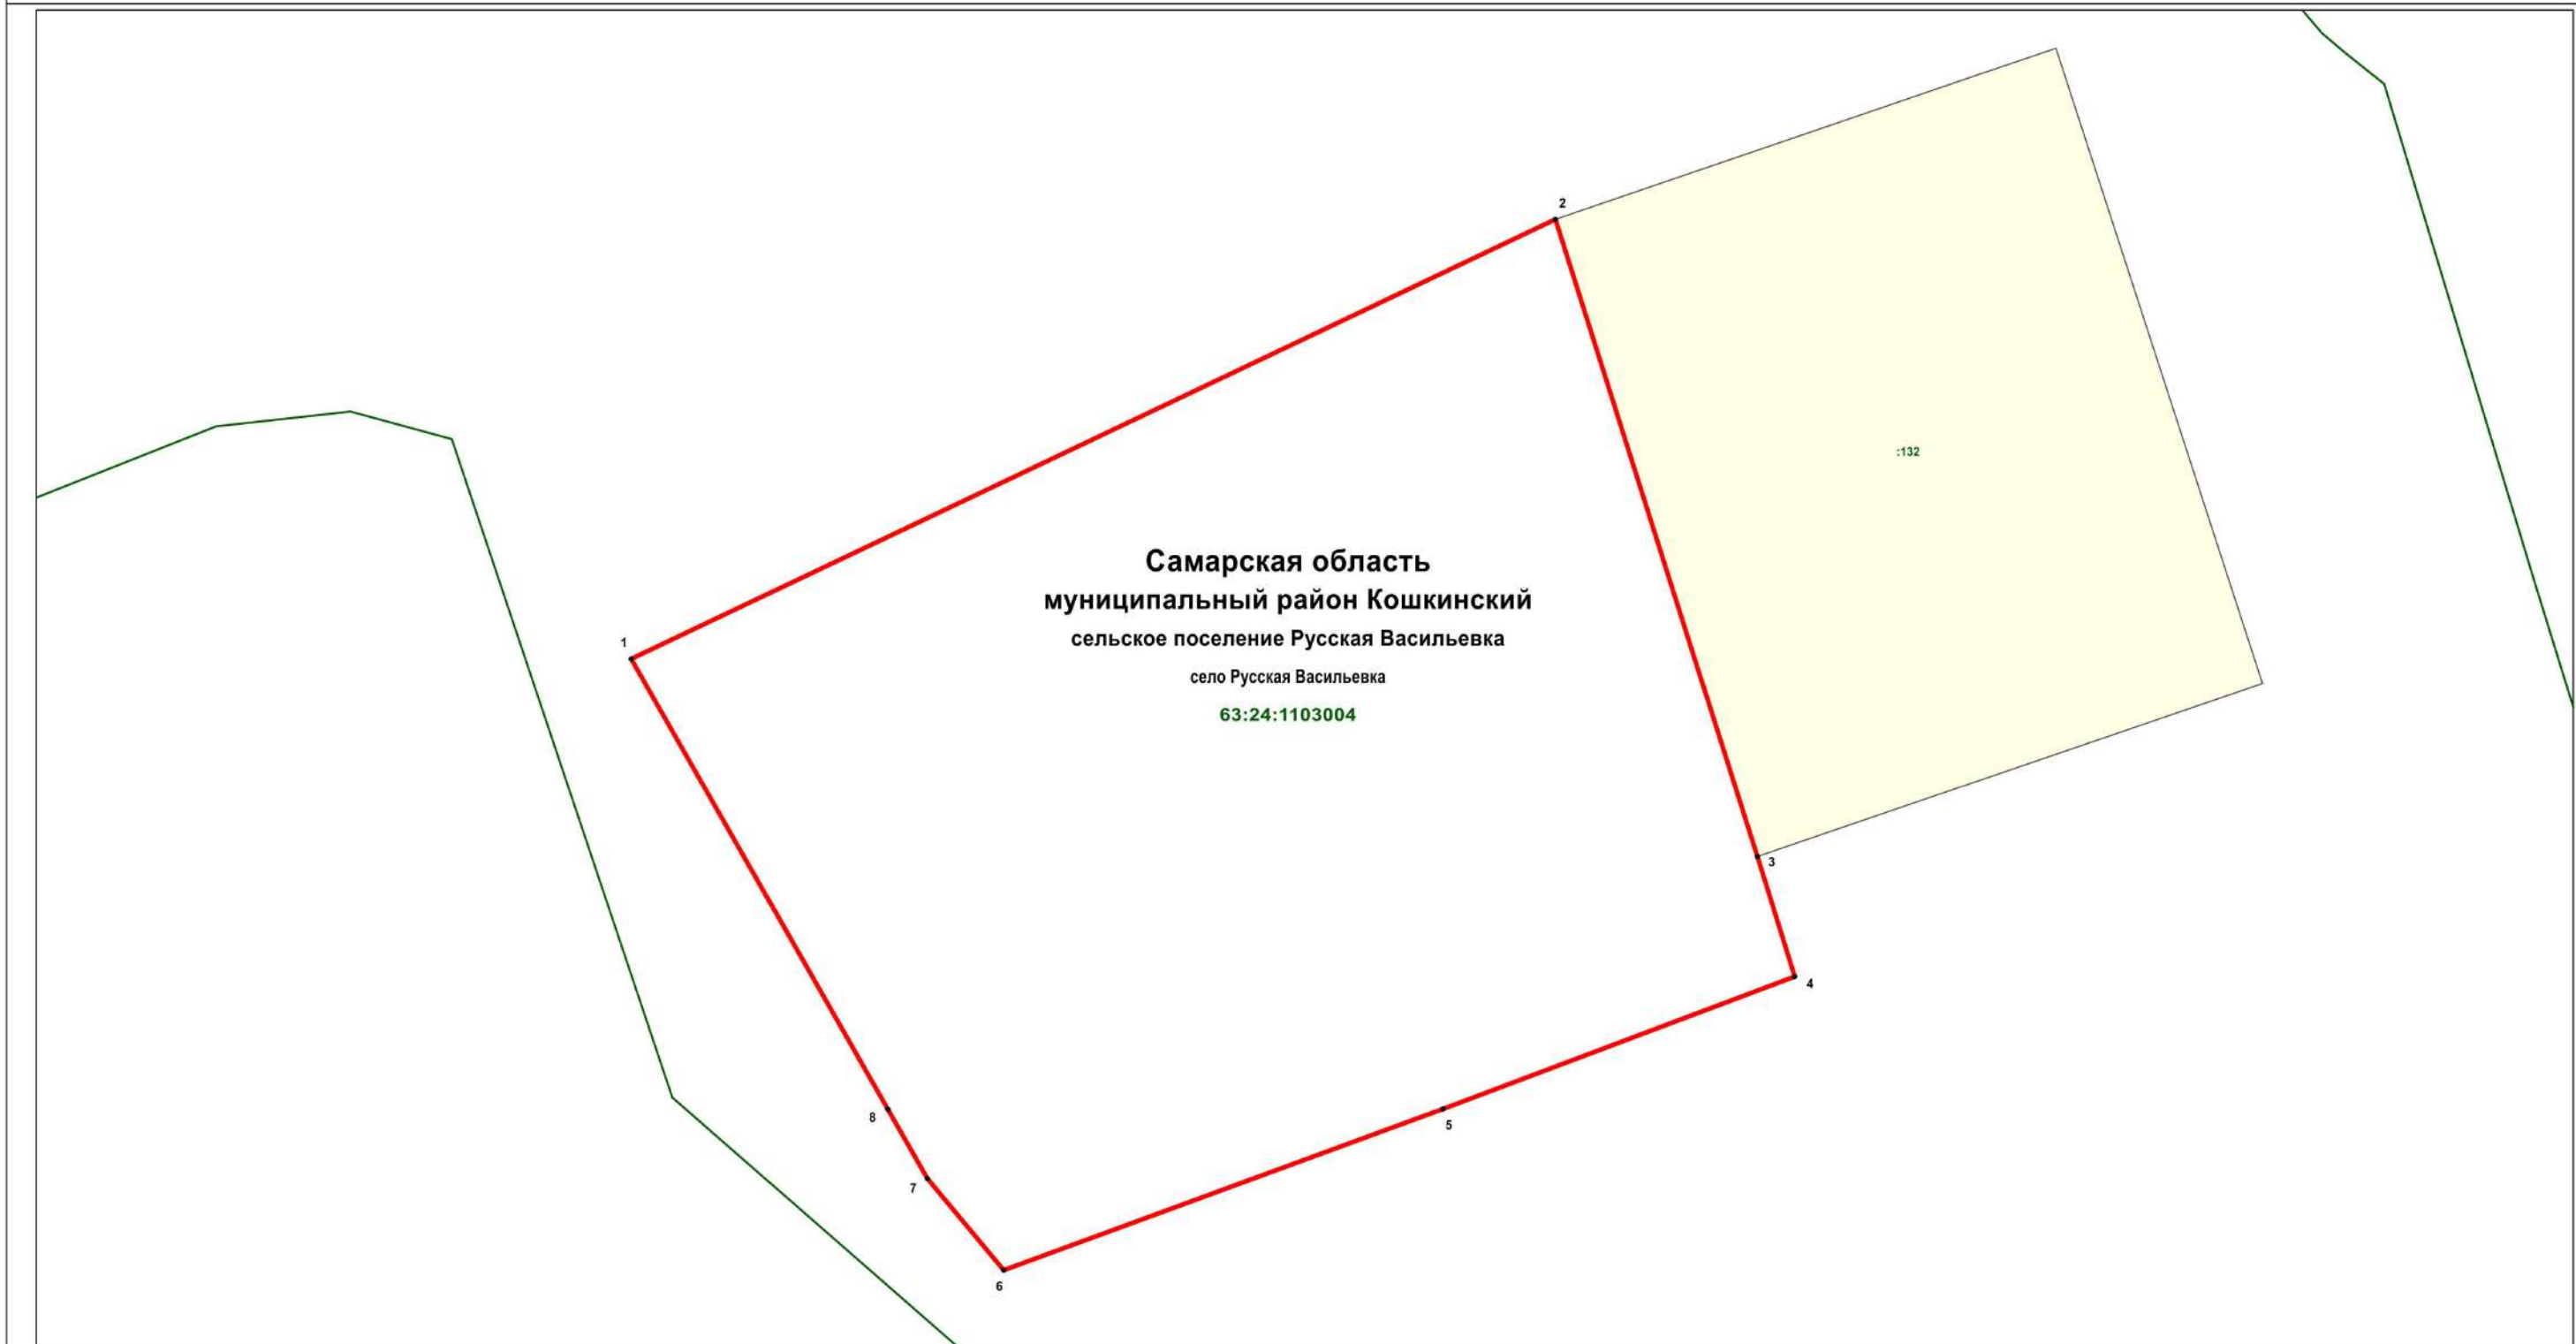 2
:132
Самарская область
муниципальный район Кошкинский
1
сельское поселение Русская Васильевка
село Русская Васильевка
63:24:1103004
3
4
8
5
7
6